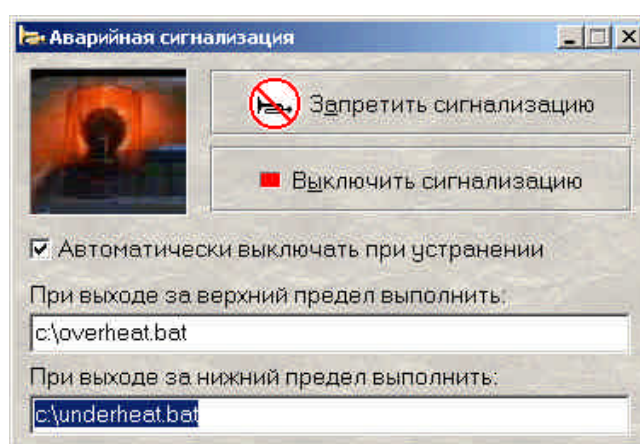 Аварийная сигнализация
Запретить сигнализацию
Выключить сигнализацию
Автоматически выключать при устранении
При выходе за верхний предел выполнить:
c:\overheat.bat
При выходе за нижний предел выполнить:
c:\underheat.bat